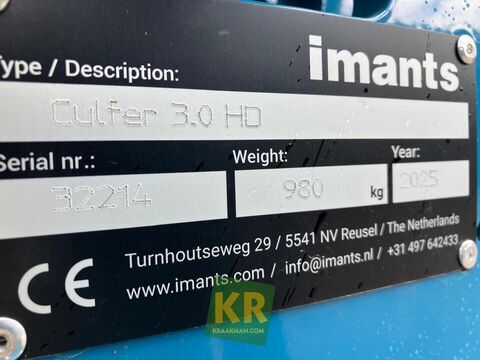 imants
Type / Description:
Culter 3.0 HD
Serial nr.:
Weight:
Year:
32214
980
kg
2025
Turnhoutseweg 29 / 5541 NV Reusel / The Netherlands
www.imants.com / info@imants.nl / +31 497 642433
CE
KR
KRAAKMAN.COM